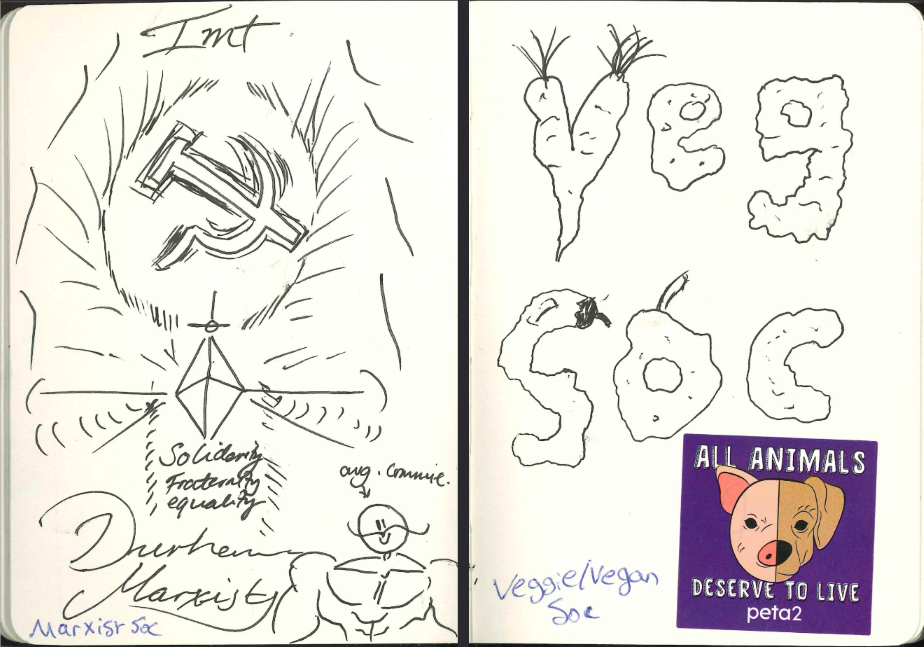 Imt
Solidarity
Fraternity
equality
avg. commie.
Durham
Marxists
Marxist Soc
Veg
Soc
Veggie/Vegan
Soc
ALL ANIMALS
DESERVE TO LIVE
peta2